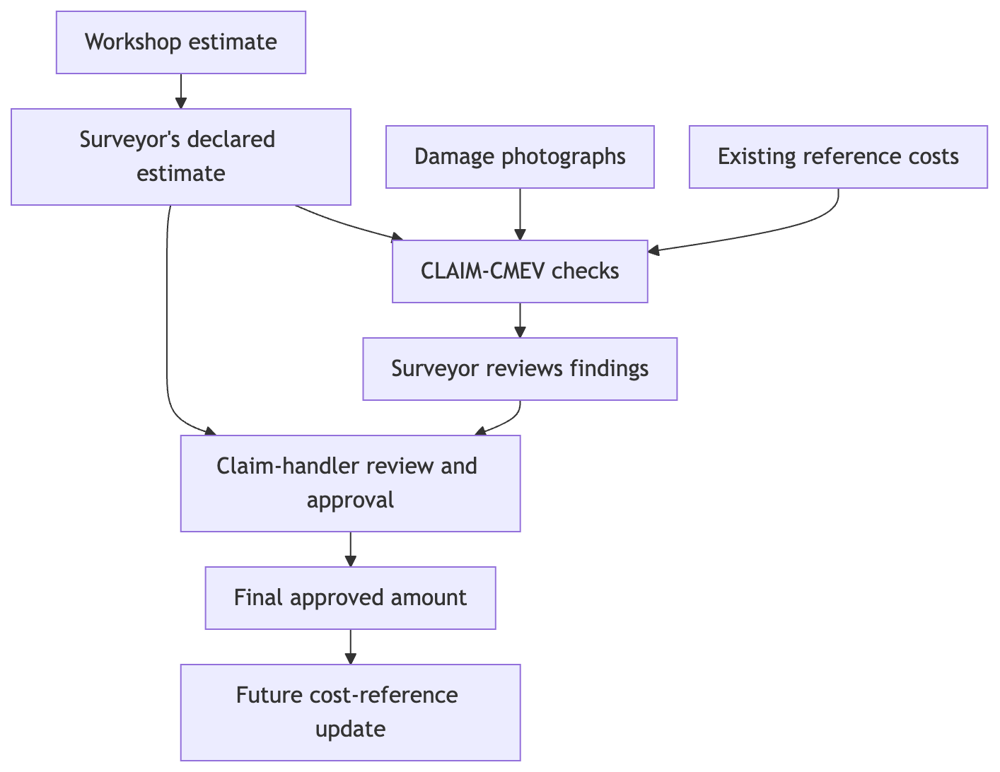 Workshop estimate
Surveyor's declared
estimate
Damage photographs
Existing reference costs
CLAIM-CMEV checks
Surveyor reviews findings
Claim-handler review and
approval
Final approved amount
Future cost-reference
update